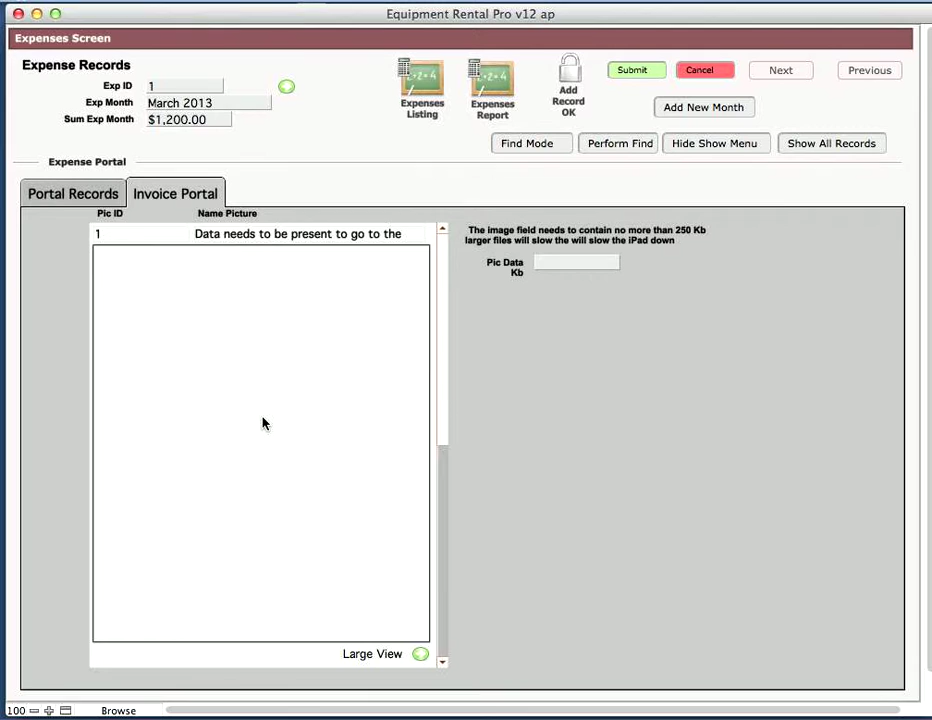 Equipment Rental Pro v12 ap
Expenses Screen
Expense Records
Exp ID 1
Exp Month March 2013
Sum Exp Month $1,200.00
Expenses Listing
Expenses Report
Add Record OK
Submit
Cancel
Next
Previous
Add New Month
Find Mode
Perform Find
Hide Show Menu
Show All Records
Expense Portal
Portal Records
Invoice Portal
Pic ID
Name Picture
1
Data needs to be present to go to the
The image field needs to contain no more than 250 Kb
larger files will slow the will slow the iPad down
Pic Data
Kb
Large View
100
Browse